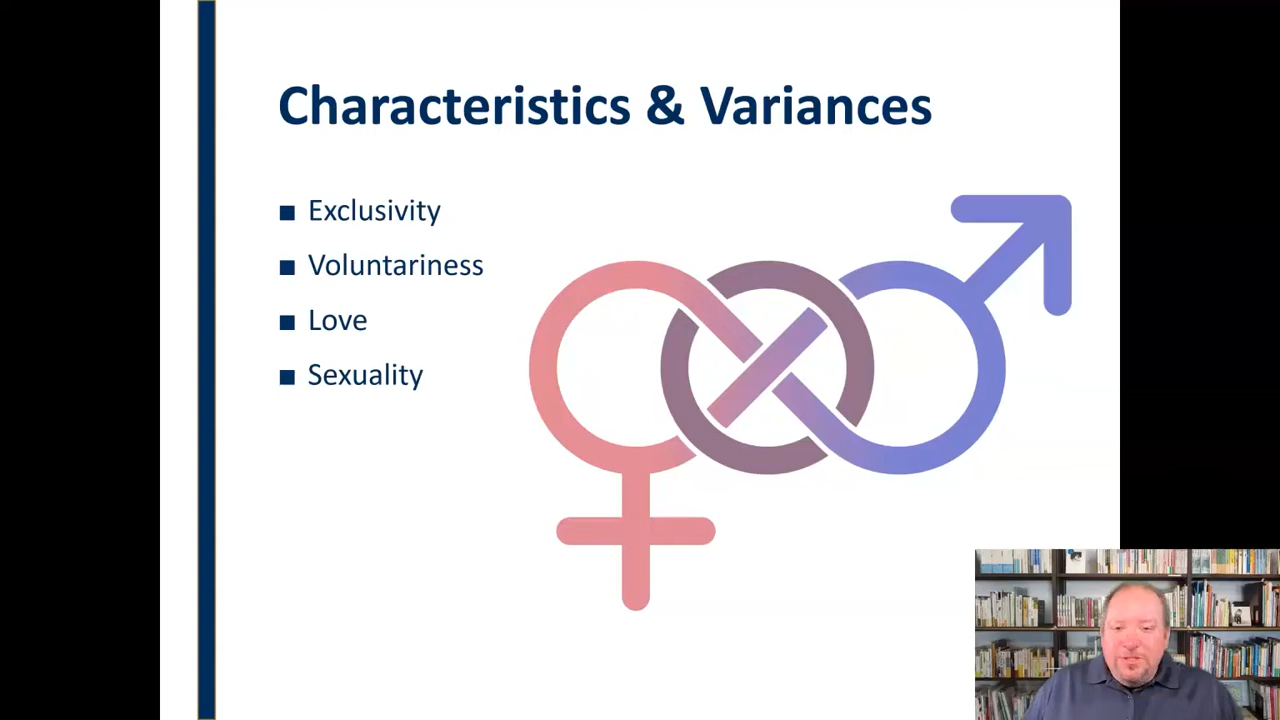 Characteristics & Variances
Exclusivity
Voluntariness
Love
Sexuality